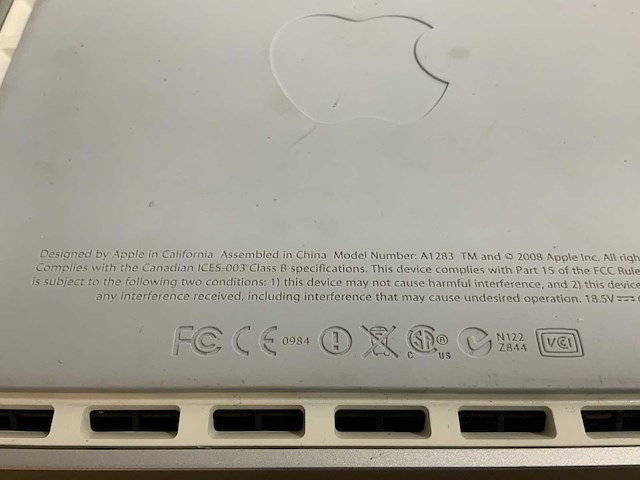 Designed by Apple in California Assembled in China Model Number: A1283 TM and © 2008 Apple Inc. All
Complies with the Canadian ICES-003 Class B specifications. This device complies with Part 15 of the FCC
is subject to the following two conditions: 1) this device may not cause harmful interference, and 2) this device
any interference received, including interference that may cause undesired operation. 18.5V
FC CE 0984 ! C SA ® US N122 VCI
Z844